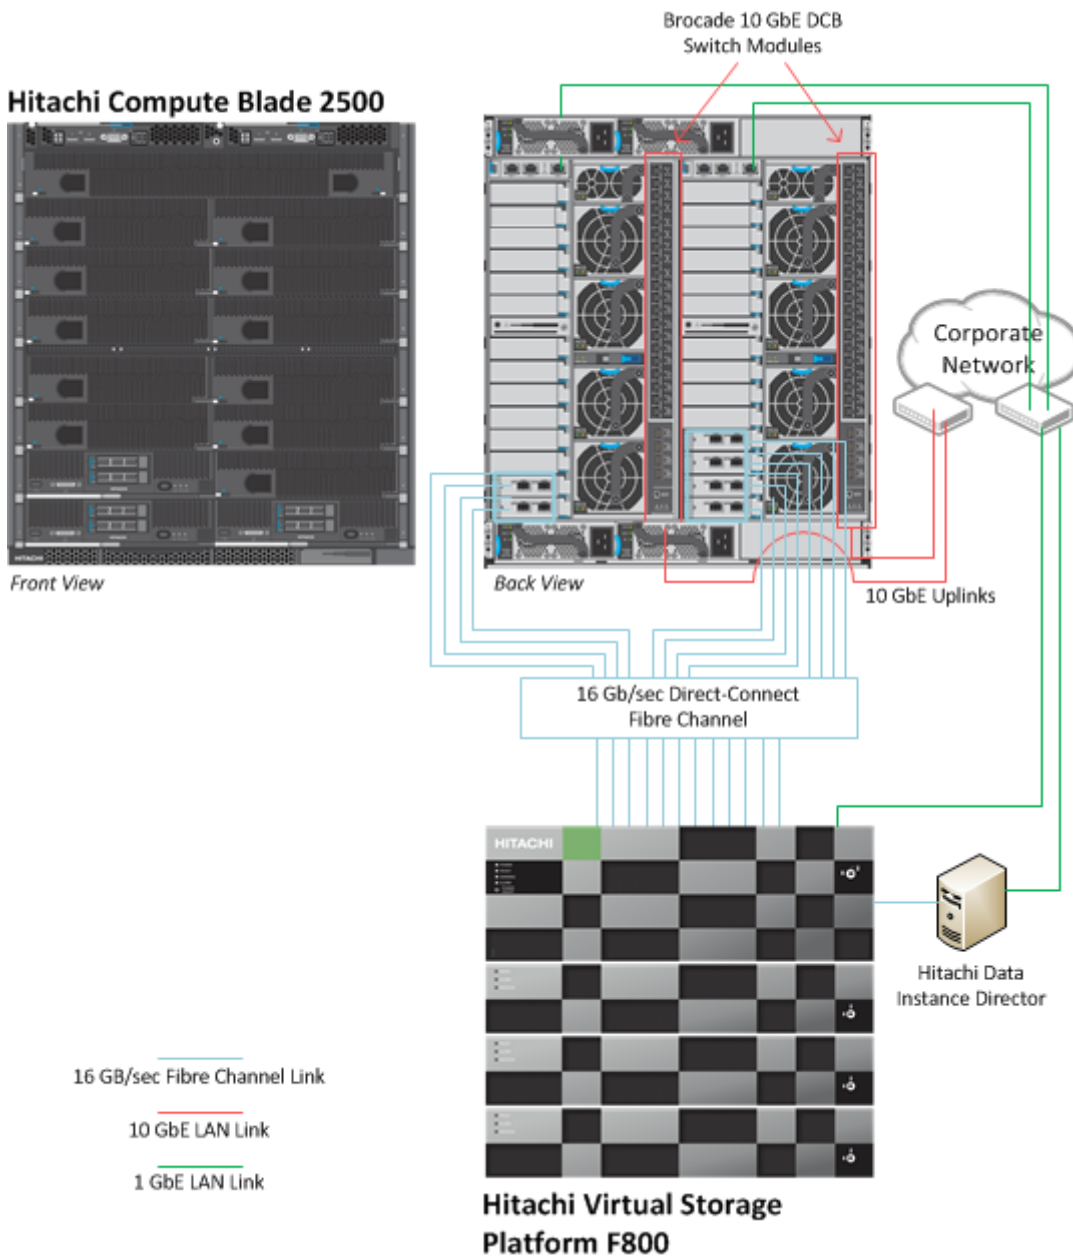 Brocade 10 GbE DCB
Switch Modules
Hitachi Compute Blade 2500
Corporate
Network
HITACHI
Front View
Back View
10 GbE Uplinks
16 Gb/sec Direct-Connect
Fibre Channel
HITACHI
Hitachi Data
Instance Director
16 GB/sec Fibre Channel Link
10 GbE LAN Link
1 GbE LAN Link
Hitachi Virtual Storage
Platform F800